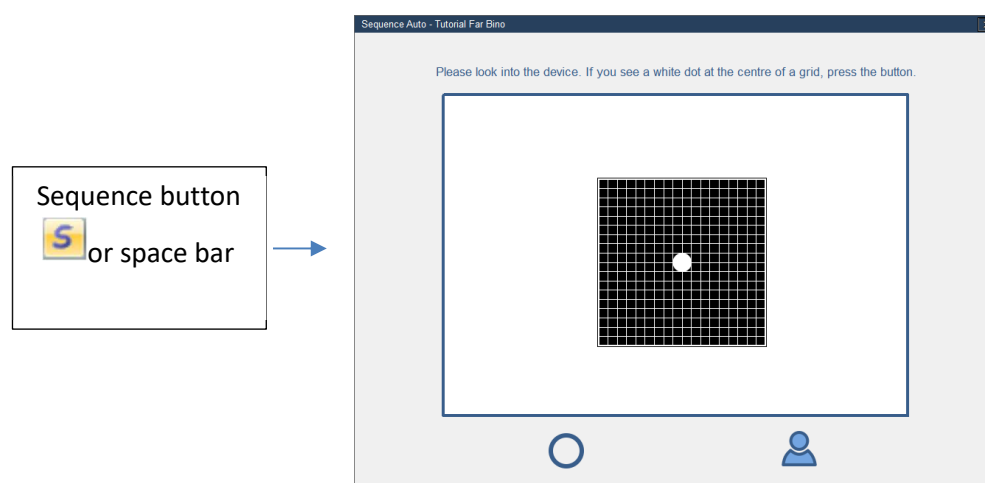 Sequence Auto - Tutorial Far Bino
Please look into the device. If you see a white dot at the centre of a grid, press the button.
Sequence button
S or space bar